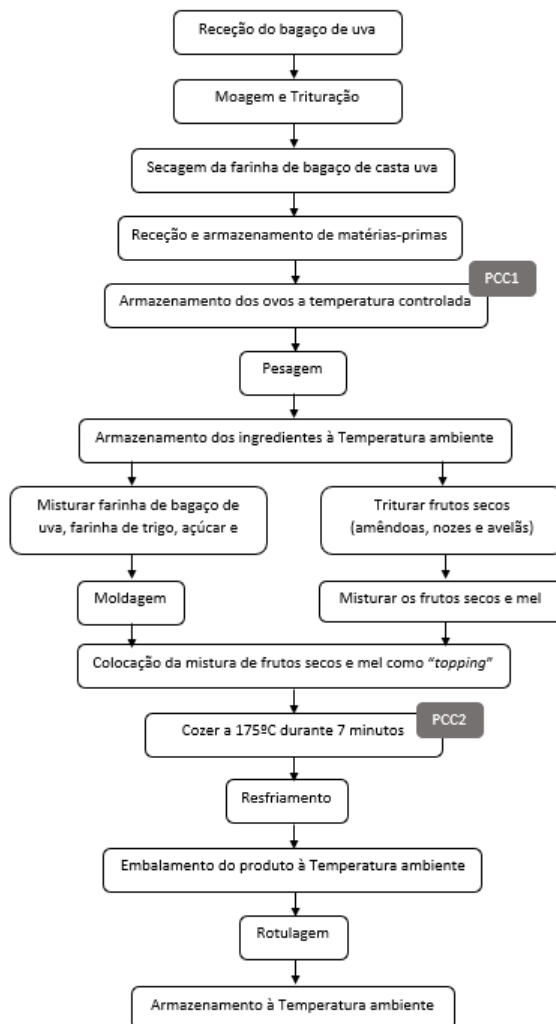 Receção do bagaço de uva
Moagem e Trituração
Secagem da farinha de bagaço de casta uva
Receção e armazenamento de matérias-primas
PCC1
Armazenamento dos ovos a temperatura controlada
Pesagem
Armazenamento dos ingredientes à Temperatura ambiente
Misturar farinha de bagaço de
uva, farinha de trigo, açúcar e
Triturar frutos secos
(amêndoas, nozes e avelãs)
Moldagem
Misturar os frutos secos e mel
Colocação da mistura de frutos secos e mel como “topping”
PCC2
Cozer a 175ºC durante 7 minutos
Resfriamento
Embalamento do produto à Temperatura ambiente
Rotulagem
Armazenamento à Temperatura ambiente